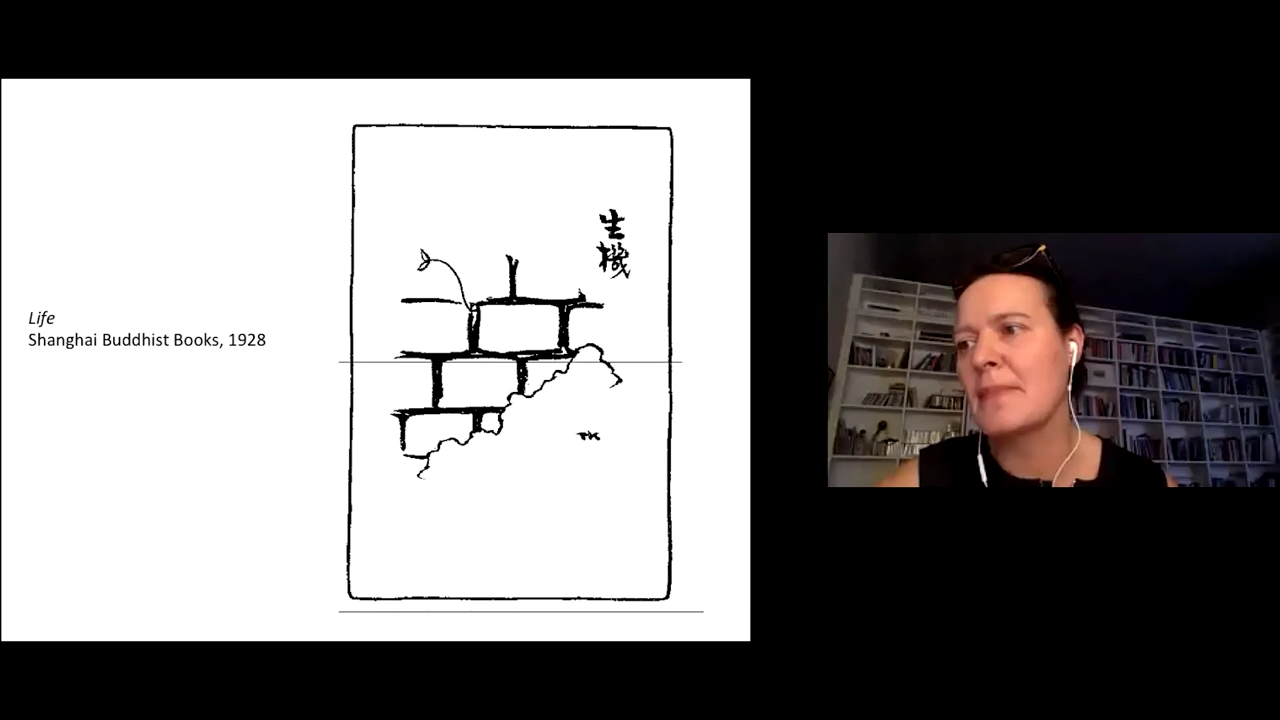 Life
Shanghai Buddhist Books, 1928
生機
TK